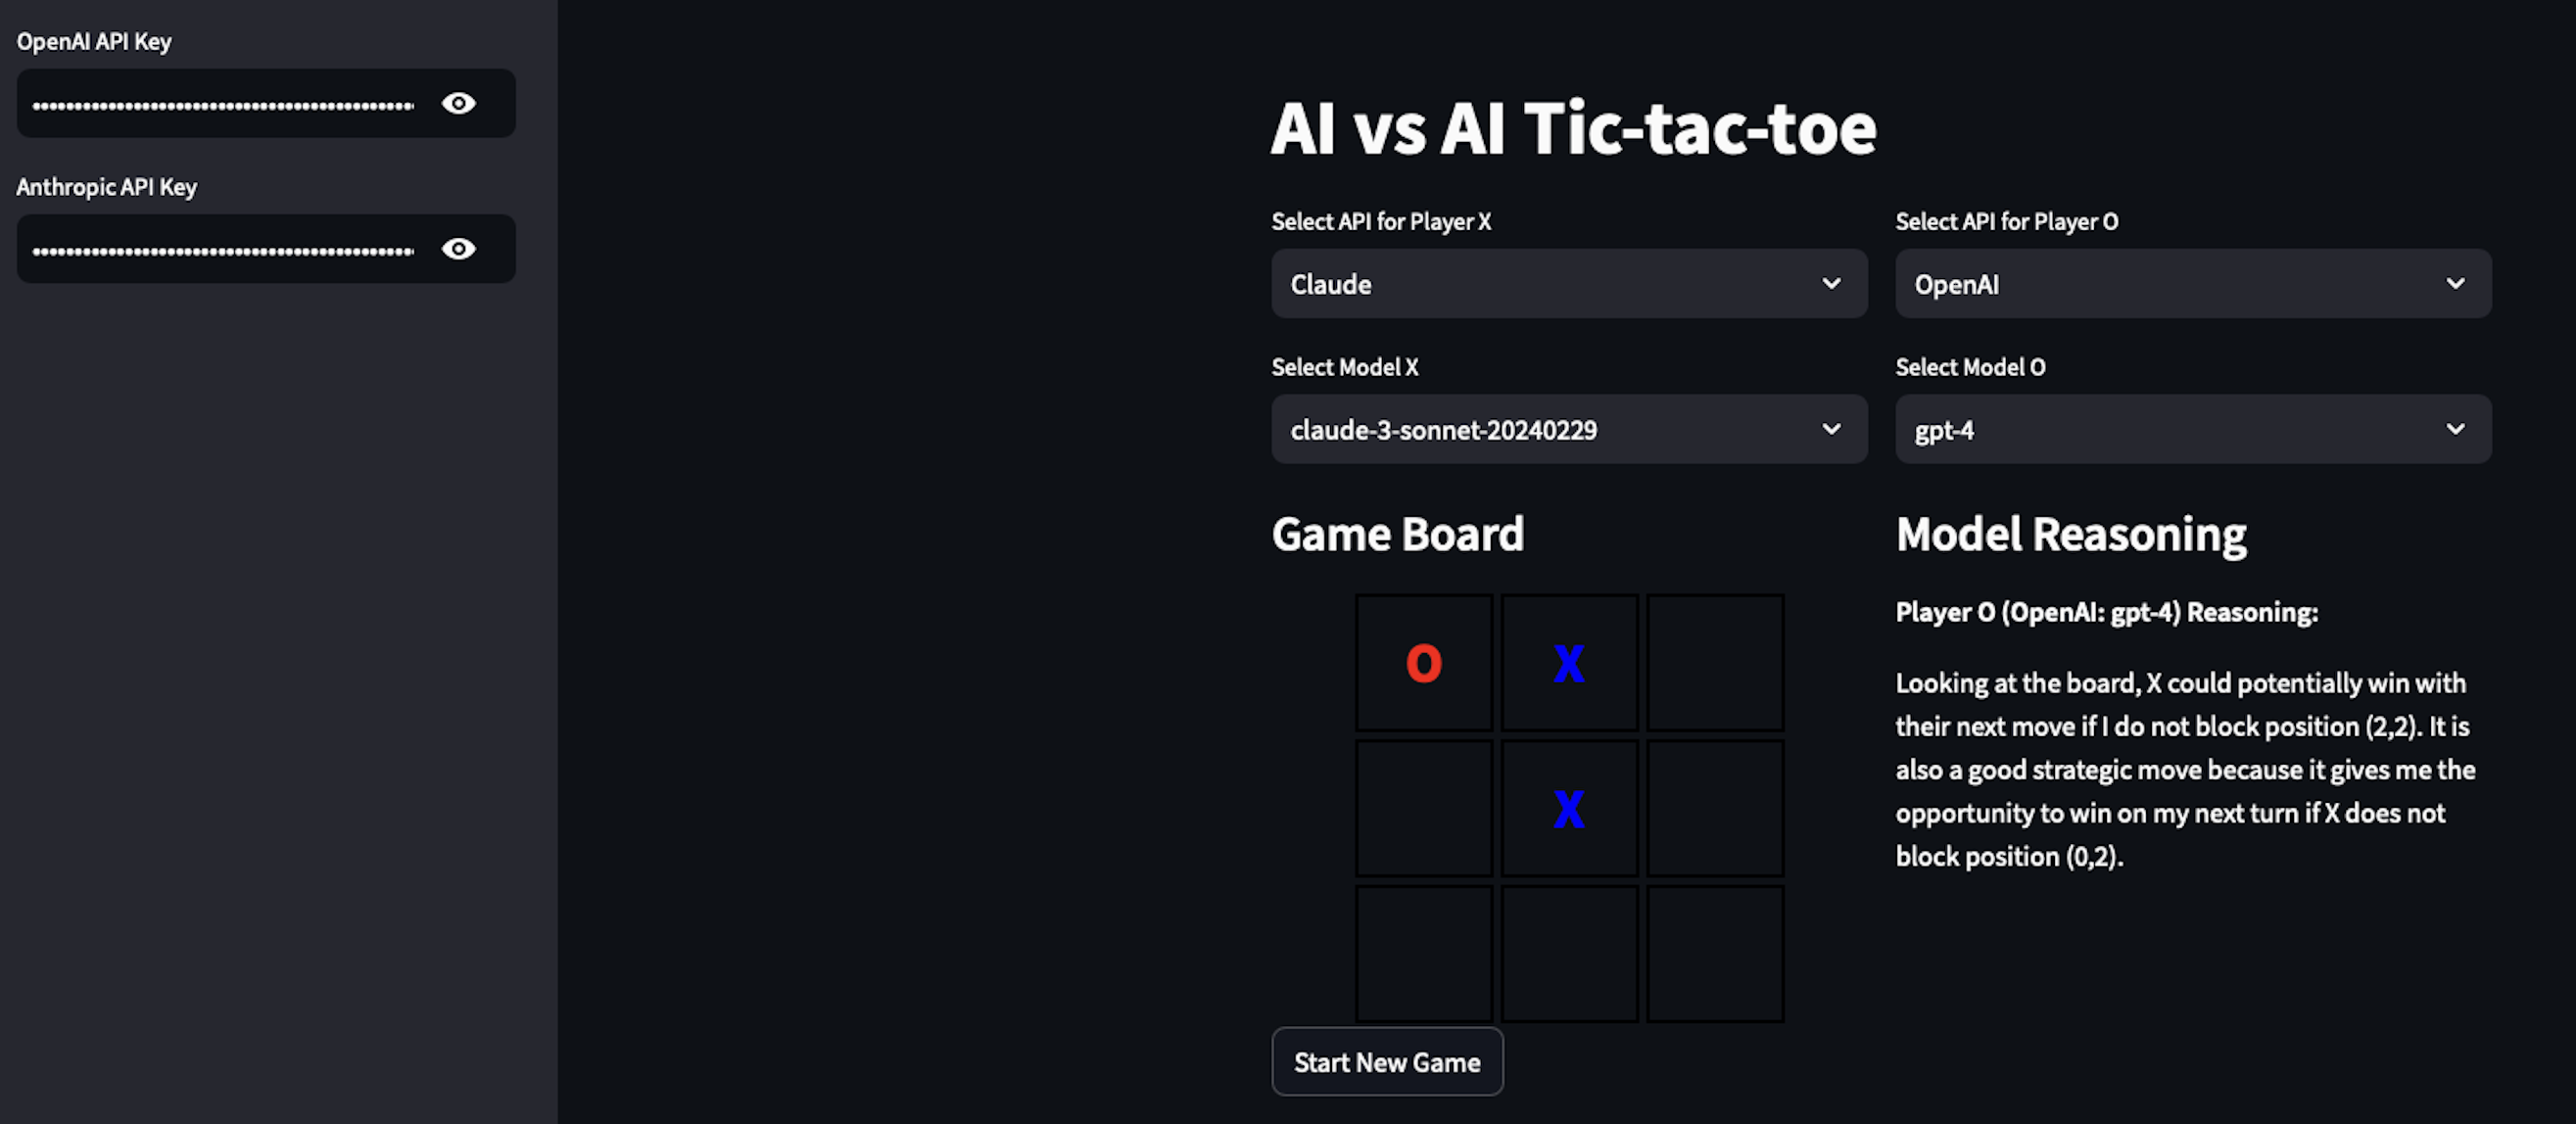 OpenAI API Key
Anthropic API Key
AI vs AI Tic-tac-toe
Select API for Player X
Select API for Player O
Claude
OpenAI
Select Model X
Select Model O
claude-3-sonnet-20240229
gpt-4
Game Board
Model Reasoning
O X
X
Player O (OpenAI: gpt-4) Reasoning:
Looking at the board, X could potentially win with
their next move if I do not block position (2,2). It is
also a good strategic move because it gives me the
opportunity to win on my next turn if X does not
block position (0,2).
Start New Game